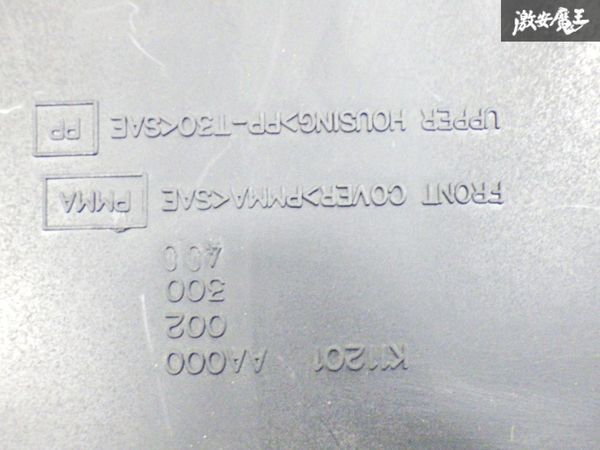 激安魔王
K11201 AA000
002
300
400
FRONT COVER>PMMA<SAE PMMA
UPPER HOUSING>PP-T30<SAE PP